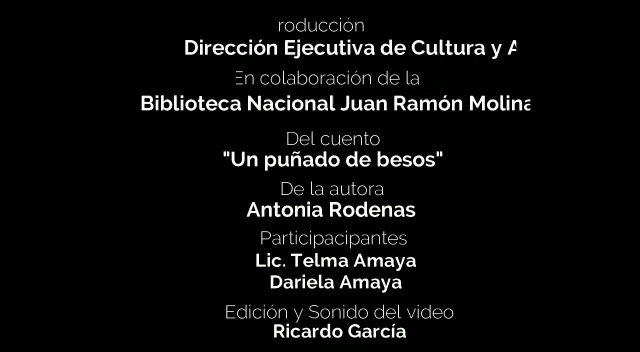 roducción
Dirección Ejecutiva de Cultura y A
En colaboración de la
Biblioteca Nacional Juan Ramón Molina
Del cuento
"Un puñado de besos"
De la autora
Antonia Rodenas
Participacipantes
Lic. Telma Amaya
Dariela Amaya
Edición y Sonido del video
Ricardo García